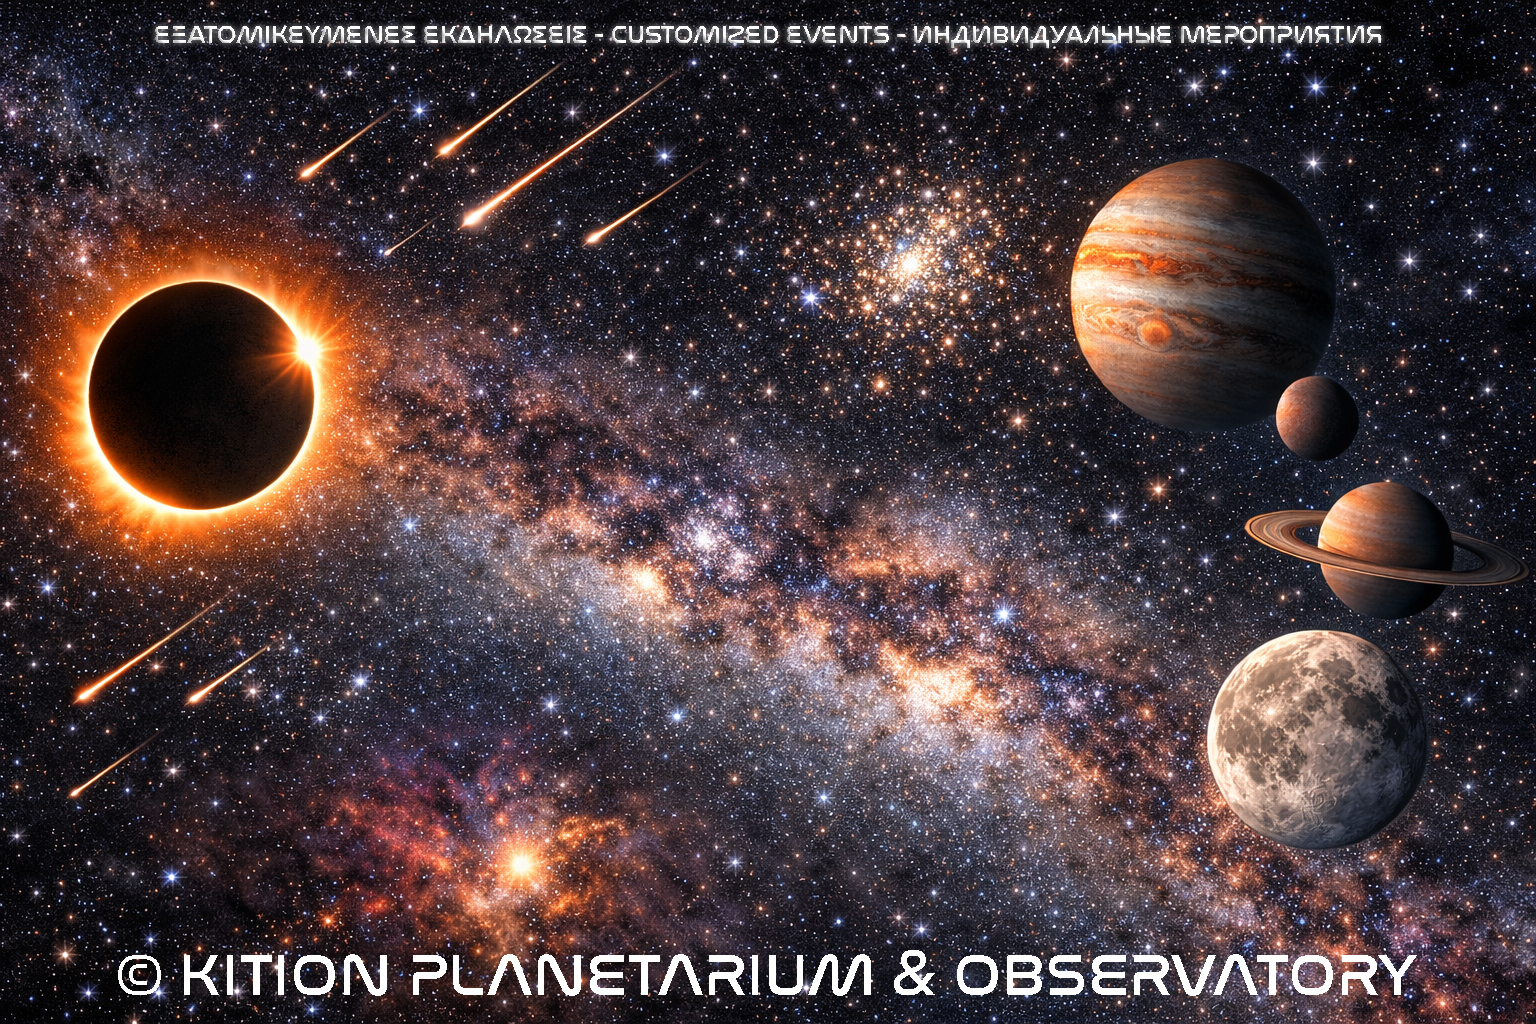 ΕΞΑΤΟΜΙΚΕΥΜΕΝΕΣ ΕΚΔΗΛΩΣΕΙΣ - CUSTOMIZED EVENTS - ИНДИВИДУАЛЬНЫЕ МЕРОПРИЯТИЯ
© KITION PLANETARIUM & OBSERVATORY